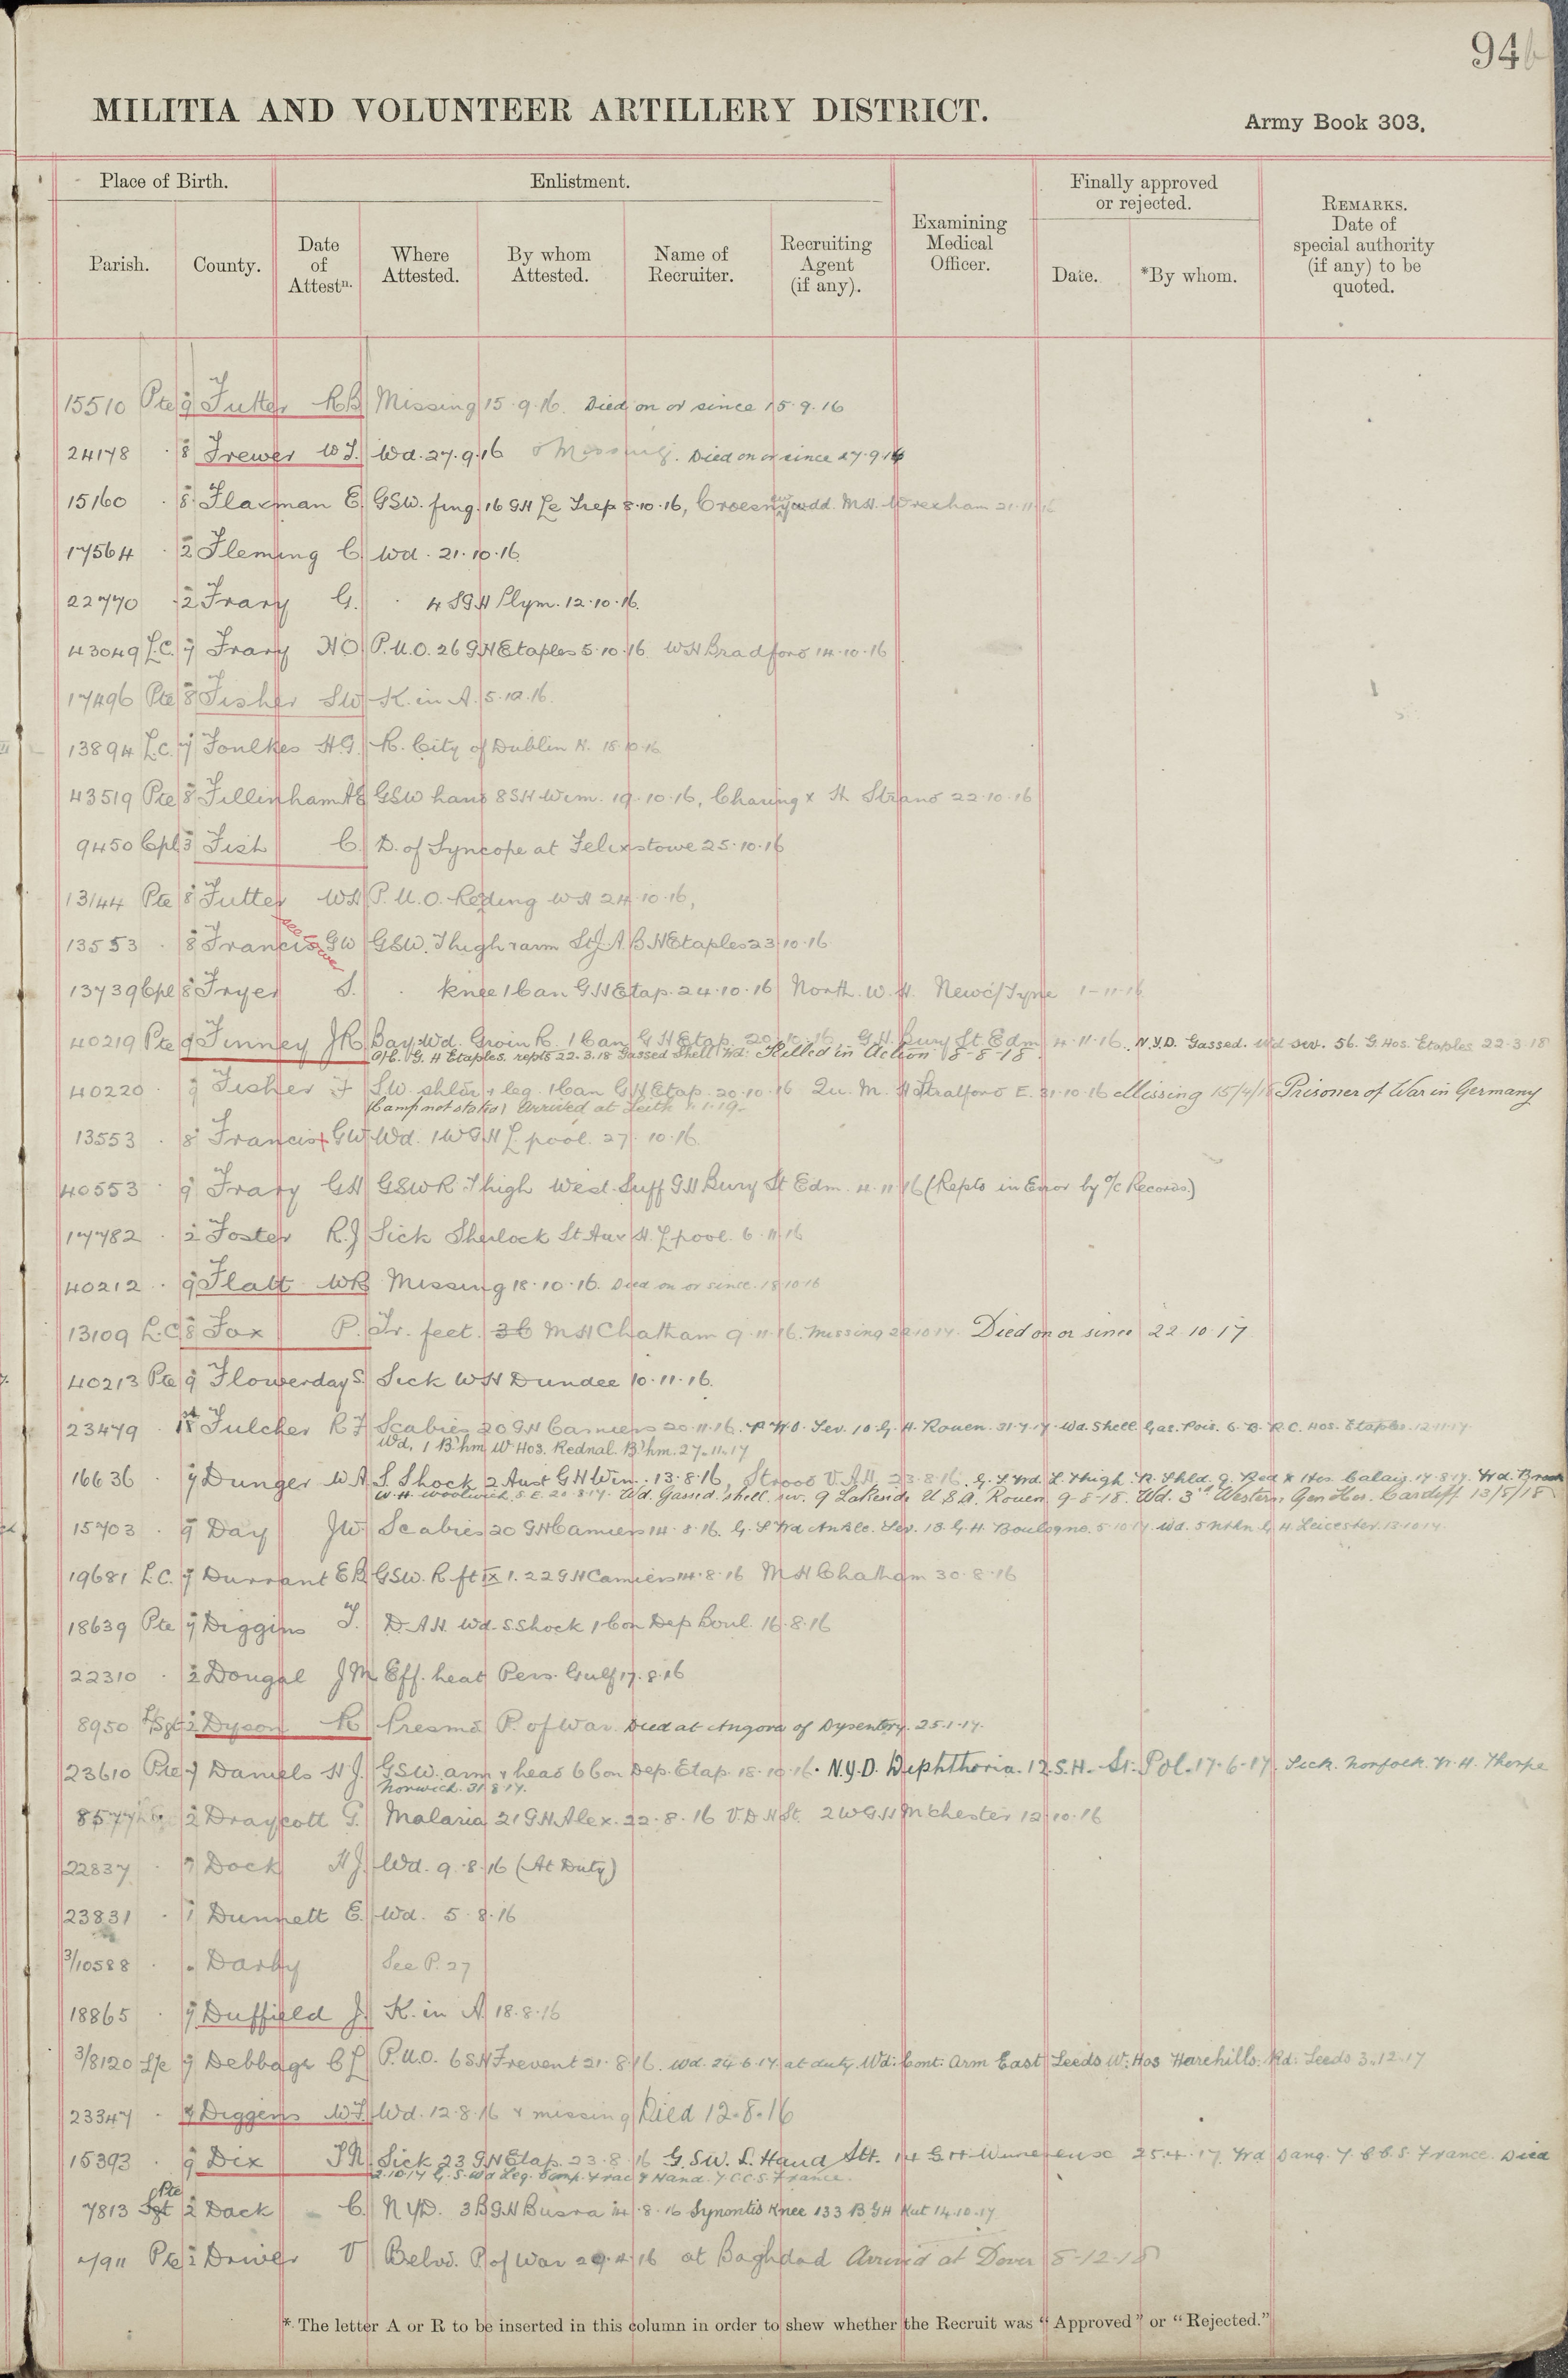 94
MILITIA AND VOLUNTEER ARTILLERY DISTRICT.
Army Book 303.
Place of Birth.
Enlistment.
Finally approved or rejected.
Parish.
County.
Date of Attestn.
Where Attested.
By whom Attested.
Name of Recruiter.
Recruiting Agent (if any).
Examining Medical Officer.
Date.
*By whom.
REMARKS. Date of special authority (if any) to be quoted.
15510 Pte 9 Futter RB Missing 15.9.16. Died on or since 15.9.16
24178 . 8 Frewer W.J. Wd. 27.9.16 & Missing. Died on or since 27.9.16
15160 . 8 Flaxman E. GSW. fing. 16 GH Le Trep 8.10.16, Croesnewydd. M.H. Wrexham 21.11.16
17564 . 2 Fleming C. Wd. 21.10.16
22770 . 2 Frary G. . 4 SGH Plym. 12.10.16.
43049 L.C. 7 Frary HO P.U.O. 26 GH Etaples 5.10.16 WH Bradford 14.10.16
17496 Pte 8 Fisher SW K. in A. 5.10.16.
13894 L.C. 7 Foulkes H.G. R. City of Dublin H. 18.10.16
43519 Pte 8 Fillinham AE GSW hand 8 SH Wim. 19.10.16, Charing X H Strand 22.10.16
9450 Cpl 3 Fish C. D. of Syncope at Felixstowe 25.10.16
13144 Pte 8 Futter WH P.U.O. Reding WH 24.10.16,
13553 . 8 Francis GW GSW. Thigh & arm St J A B H Etaples 23.10.16
see lower
13739 Cpl 8 Fryer S. . knee 1 Can GH Etap. 24.10.16 North. W.H. Newc/Tyne 1-11-16
40219 Pte 9 Finney JR Bay. Wd. Groin R. 1 Can GH Etap. 20.10.16 G.H. Bury St Edm 4.11.16. N.Y.D. Gassed. Wd sev. 56. G.Hos. Etaples 22.3.18
O/C. G.H Etaples. repts 22.3.18 Gassed Shell Wd: Killed in Action 8-8-18
40220 . 9 Fisher F SW. shldr & leg. 1 Can GH Etap. 20.10.16 Qu. M. H Stratford E. 31.10.16 Missing 15/4/18 Prisoner of War in Germany
(Camp not stated) Arrived at Leith 1.1.19.
13553 . 8 Francis + GW Wd. 1 WGH L'pool. 27.10.16
40553 . 9 Frary GH GSW R Thigh West. Suff GH Bury St Edm. 4.11.16 (Repts in Error by O/C Records)
17782 . 2 Foster R.J Sick Sherlock St Aux H. L'pool 6.11.16
40212 . 9 Flatt WR Missing 18.10.16. Died on or since. 18.10.16
13109 L.C 8 Fox P. Tr. feet. MH Chatham 9.11.16. Missing 22.10.17. Died on or since 22.10.17
40213 Pte 9 Flowerday S. Sick WH Dundee 10.11.16.
23479 . Fulcher RF Scabies 20 GH Camiers 20.11.16. P.U.O. Sev. 10 G.H. Rouen. 31.7.17. Wd. Shell Gas. Pois. 6. B.R.C. Hos. Etaples. 12.11.17
Wd, 1 B'hm W. Hos. Rednal. B'hm. 27.11.17
16636 . 7 Dunger W A S. Shock 2 Aust GH Wim. 13.8.16, Strood V.A.H. 23.8.16. G.S. Wd. L. Thigh. R. Shld. 9. Red X Hos. Calais. 17.8.17. Wd. Brook
W.H. Woolwich, S.E. 20.8.17. Wd. Gassed, shell, sev. 9 Lakeside U.S.A. Rouen 9-5-18. Wd. 3rd Western Gen Hos. Cardiff 13/5/18
15703 . 9 Day JW Scabies 20 GH Camiers 14.8.16. G.S Wd Ankle. Sev. 18 G.H. Boulogne. 5.10.17. Wd. 5 Nthn G.H. Leicester. 13.10.17.
19681 L.C. 7 Durrant EB GSW. R ft IX 1. 22 GH Camiers 14.8.16 MH Chatham 30.8.16
18639 Pte 7 Diggins T. D.A.H. Wd. S. Shock 1 Con Dep Boul. 16.8.16
22310 . 2 Dougal JM Eff. heat Pers. Gulf 17.8.16
8950 L/Sgt 2 Dyson R Presmd P. of War. Died at Angora of Dysentery. 25.1.17.
23610 Pte 7 Daniels H J. GSW. arm & head 6 Con Dep. Etap. 18.10.16. N.Y.D. Diphtheria. 12.S.H. St. Pol. 17.6.17. Sick. Norfolk. W.H. Thorpe
Norwich. 31.8.17.
8577 2 Draycott G. Malaria 21 GH Alex. 22.8.16 2 WGH Mchester 12.10.16
22837 . 7 Dock HJ. Wd. 9.8.16 (At Duty)
23831 . 1 Dunnett E. Wd. 5.8.16
3/10588 . . Darby See P. 27
18865 . 7 Duffield J. K. in A 18.8.16
3/8120 L/c 9 Debbage C L P.U.O. 6 SH Frevent 21.8.16. wd. 24.6.17. at duty. Wd: Cont: Arm East Leeds W: Hos Harehills: Rd: Leeds 3.12.17
23347 . 7 Diggens WJ Wd. 12.8.16 & missing Died 12.8.16
15393 . 9 Dix Sick 23 GH Etap. 23.8.16 G.S.W. L. Hand Slt. 14 GH Wimereux 25.4.17. Wd Dang. 7. C.C.S. France. Died
2.10.17 G.S. Wd Leg. Comp. Frac & Hand. 7 C.C.S. France.
Pte
7813 Sgt 2 Dack C. N Y D. 3 B GH Busra 14.8.16 Synovitis Knee 133 B GH Kut 14.10.17
Pte 2 Driver V Belvd. P of War 29.4.16 at Baghdad Arrived at Dover 8-12-18
* The letter A or R to be inserted in this column in order to shew whether the Recruit was "Approved" or "Rejected."